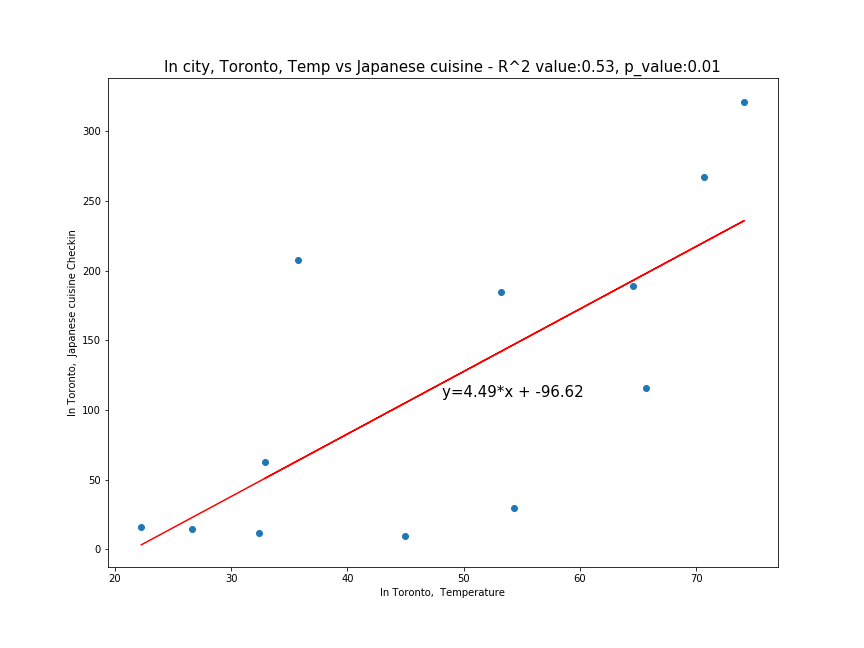 In city, Toronto, Temp vs Japanese cuisine - R^2 value:0.53, p_value:0.01
300
250
200
150
100
50
0
In Toronto,  Japanese cuisine Checkin
y=4.49*x + -96.62
20 30 40 50 60 70
In Toronto,  Temperature